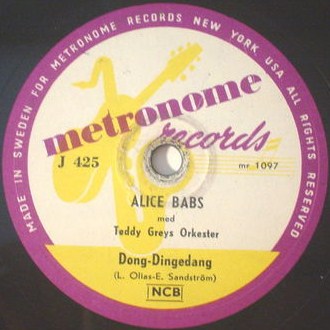 MADE IN SWEDEN FOR METRONOME RECORDS NEW YORK USA ALL RIGHTS RESERVED
metronome
records
J 425
mr 1097
ALICE BABS
med
Teddy Greys Orkester
Dong-Dingedang
(L. Ollas-E. Sandström)
NCB